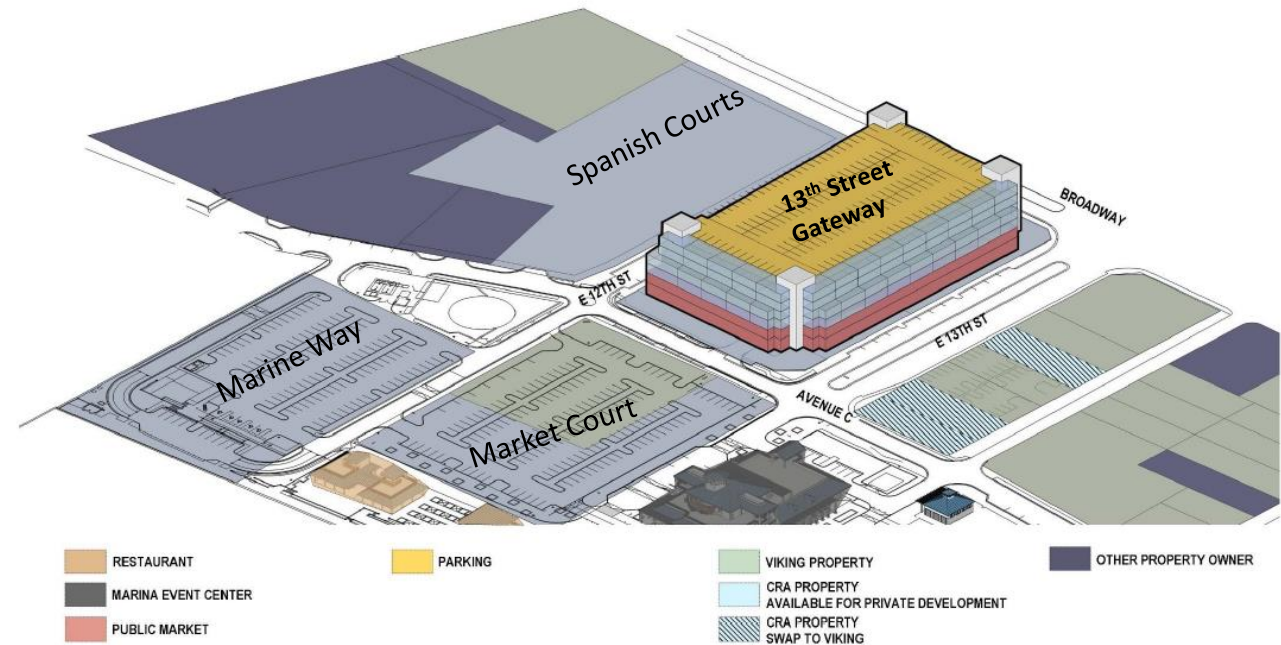 Spanish Courts
13th Street
Gateway
BROADWAY
E 12TH ST
E 13TH ST
Marine Way
AVENUE C
Market Court
RESTAURANT
MARINA EVENT CENTER
PUBLIC MARKET
PARKING
VIKING PROPERTY
CRA PROPERTY
AVAILABLE FOR PRIVATE DEVELOPMENT
CRA PROPERTY
SWAP TO VIKING
OTHER PROPERTY OWNER